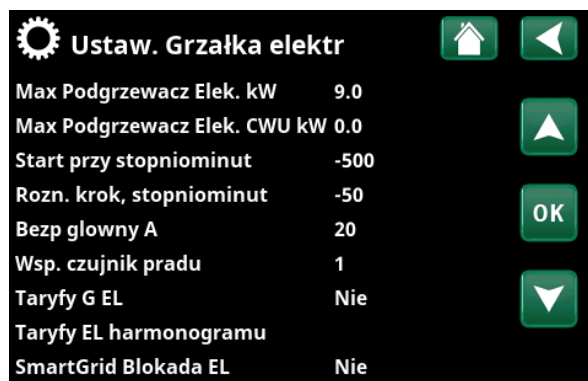 Ustaw. Grzałka elektr
Max Podgrzewacz Elek. kW 9.0
Max Podgrzewacz Elek. CWU kW 0.0
Start przy stopniominut -500
Rozn. krok, stopniominut -50
Bezp glowny A 20
Wsp. czujnik pradu 1
Taryfy G EL Nie
Taryfy EL harmonogramu
SmartGrid Blokada EL Nie
OK